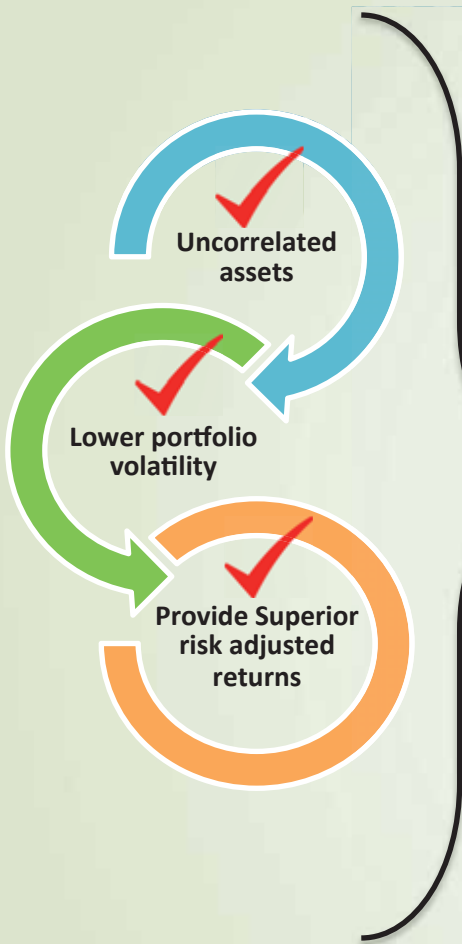 Uncorrelated
assets
Lower portfolio
volatility
Provide Superior
risk adjusted
returns